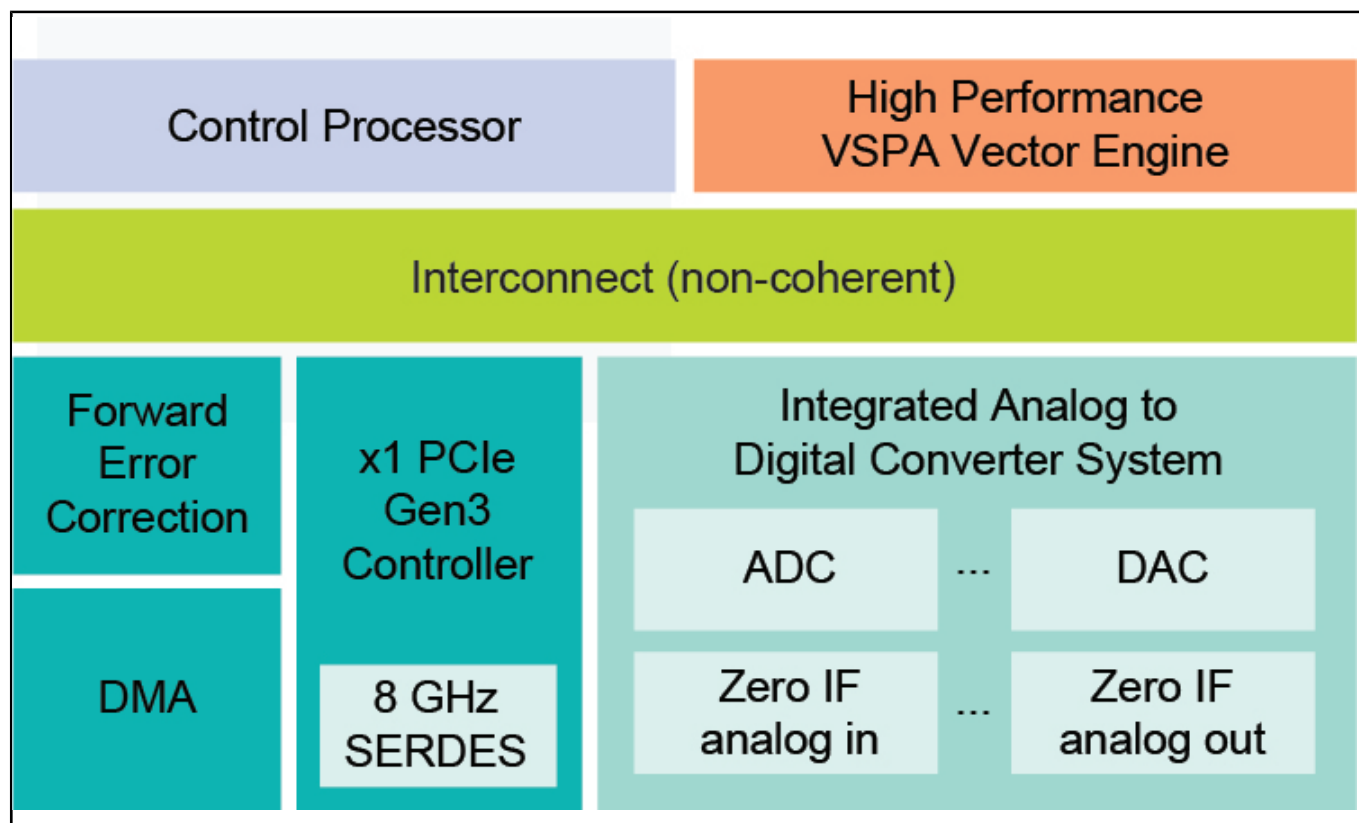 Control Processor
High Performance
VSPA Vector Engine
Interconnect (non-coherent)
Forward
Error
Correction
DMA
x1 PCIe
Gen3
Controller
8 GHz
SERDES
Integrated Analog to
Digital Converter System
ADC
...
DAC
Zero IF
analog in
...
Zero IF
analog out